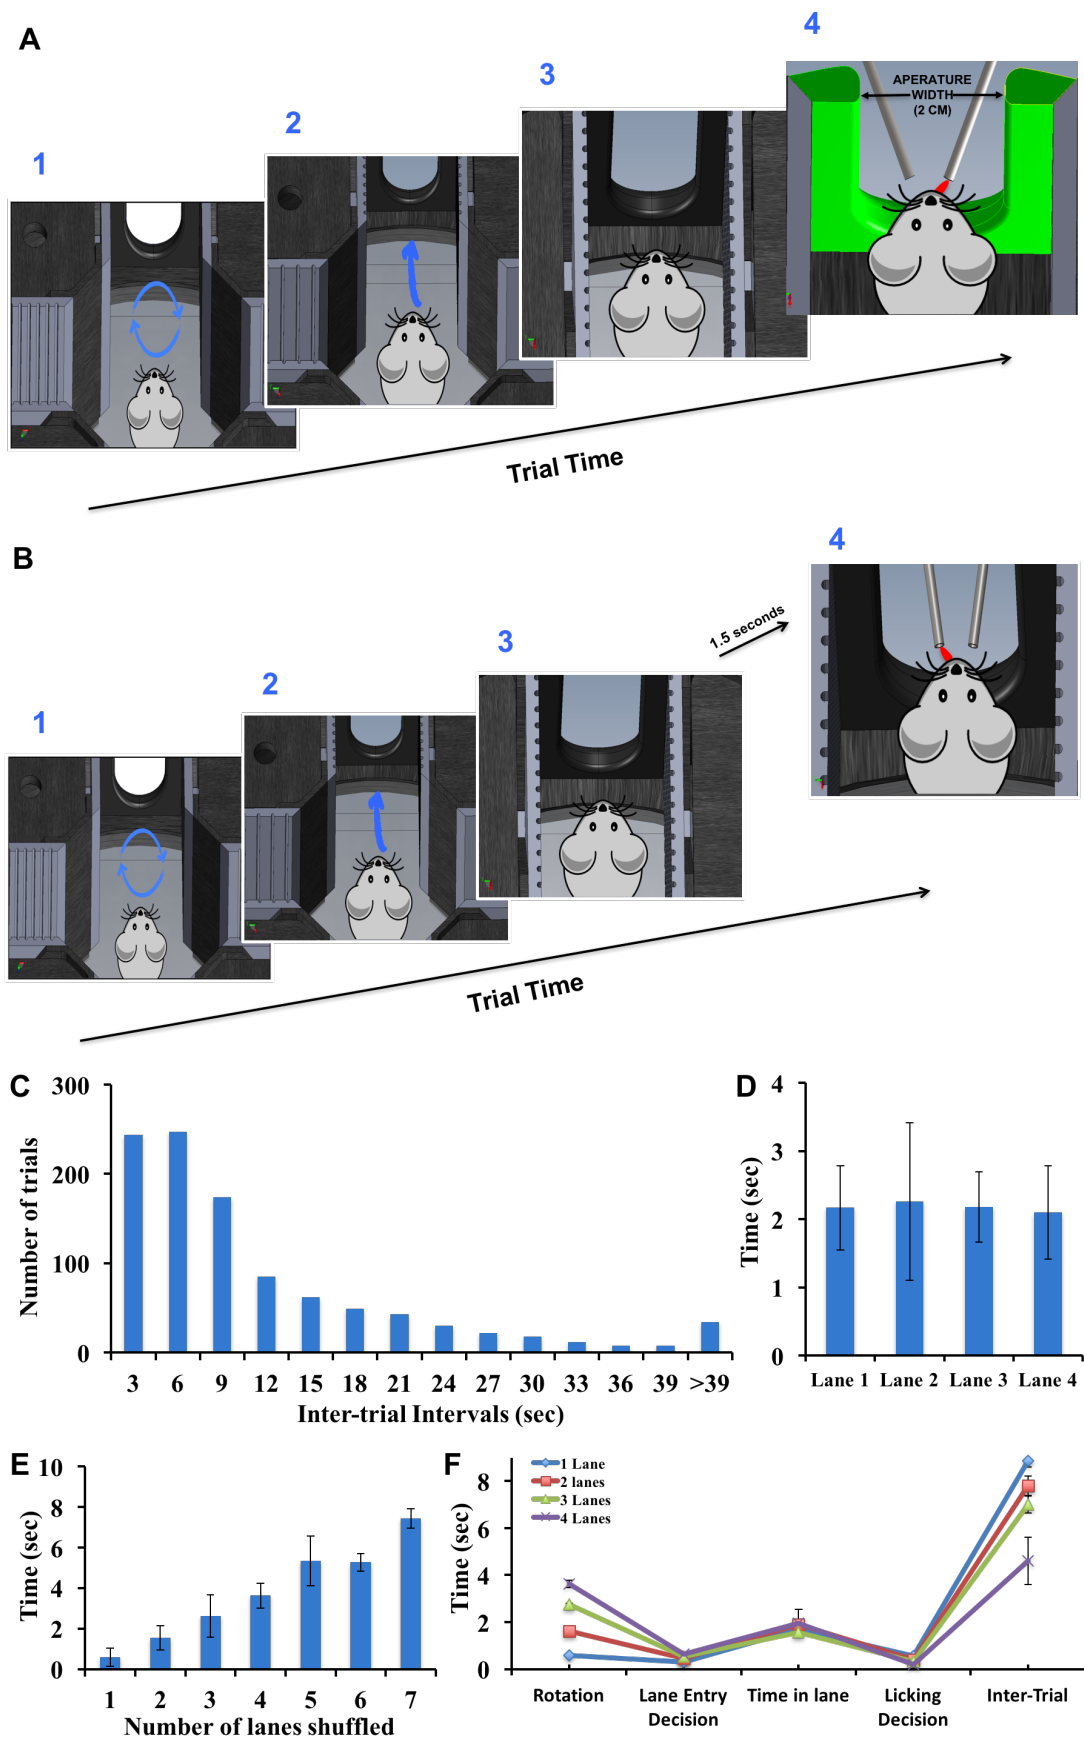 A
1
2
3
4
APERATURE
WIDTH
(2 CM)
Trial Time
B
1
2
3
1.5 seconds
4
Trial Time
C
300
200
100
0
Number of trials
3 6 9 12 15 18 21 24 27 30 33 36 39 >39
Inter-trial Intervals (sec)
D
4
3
2
1
0
Time (sec)
Lane 1 Lane 2 Lane 3 Lane 4
E
10
8
6
4
2
0
Time (sec)
1 2 3 4 5 6 7
Number of lanes shuffled
F
8
6
4
2
0
Time (sec)
1 Lane
2 lanes
3 Lanes
4 Lanes
Rotation
Lane Entry
Decision
Time in lane
Licking
Decision
Inter-Trial